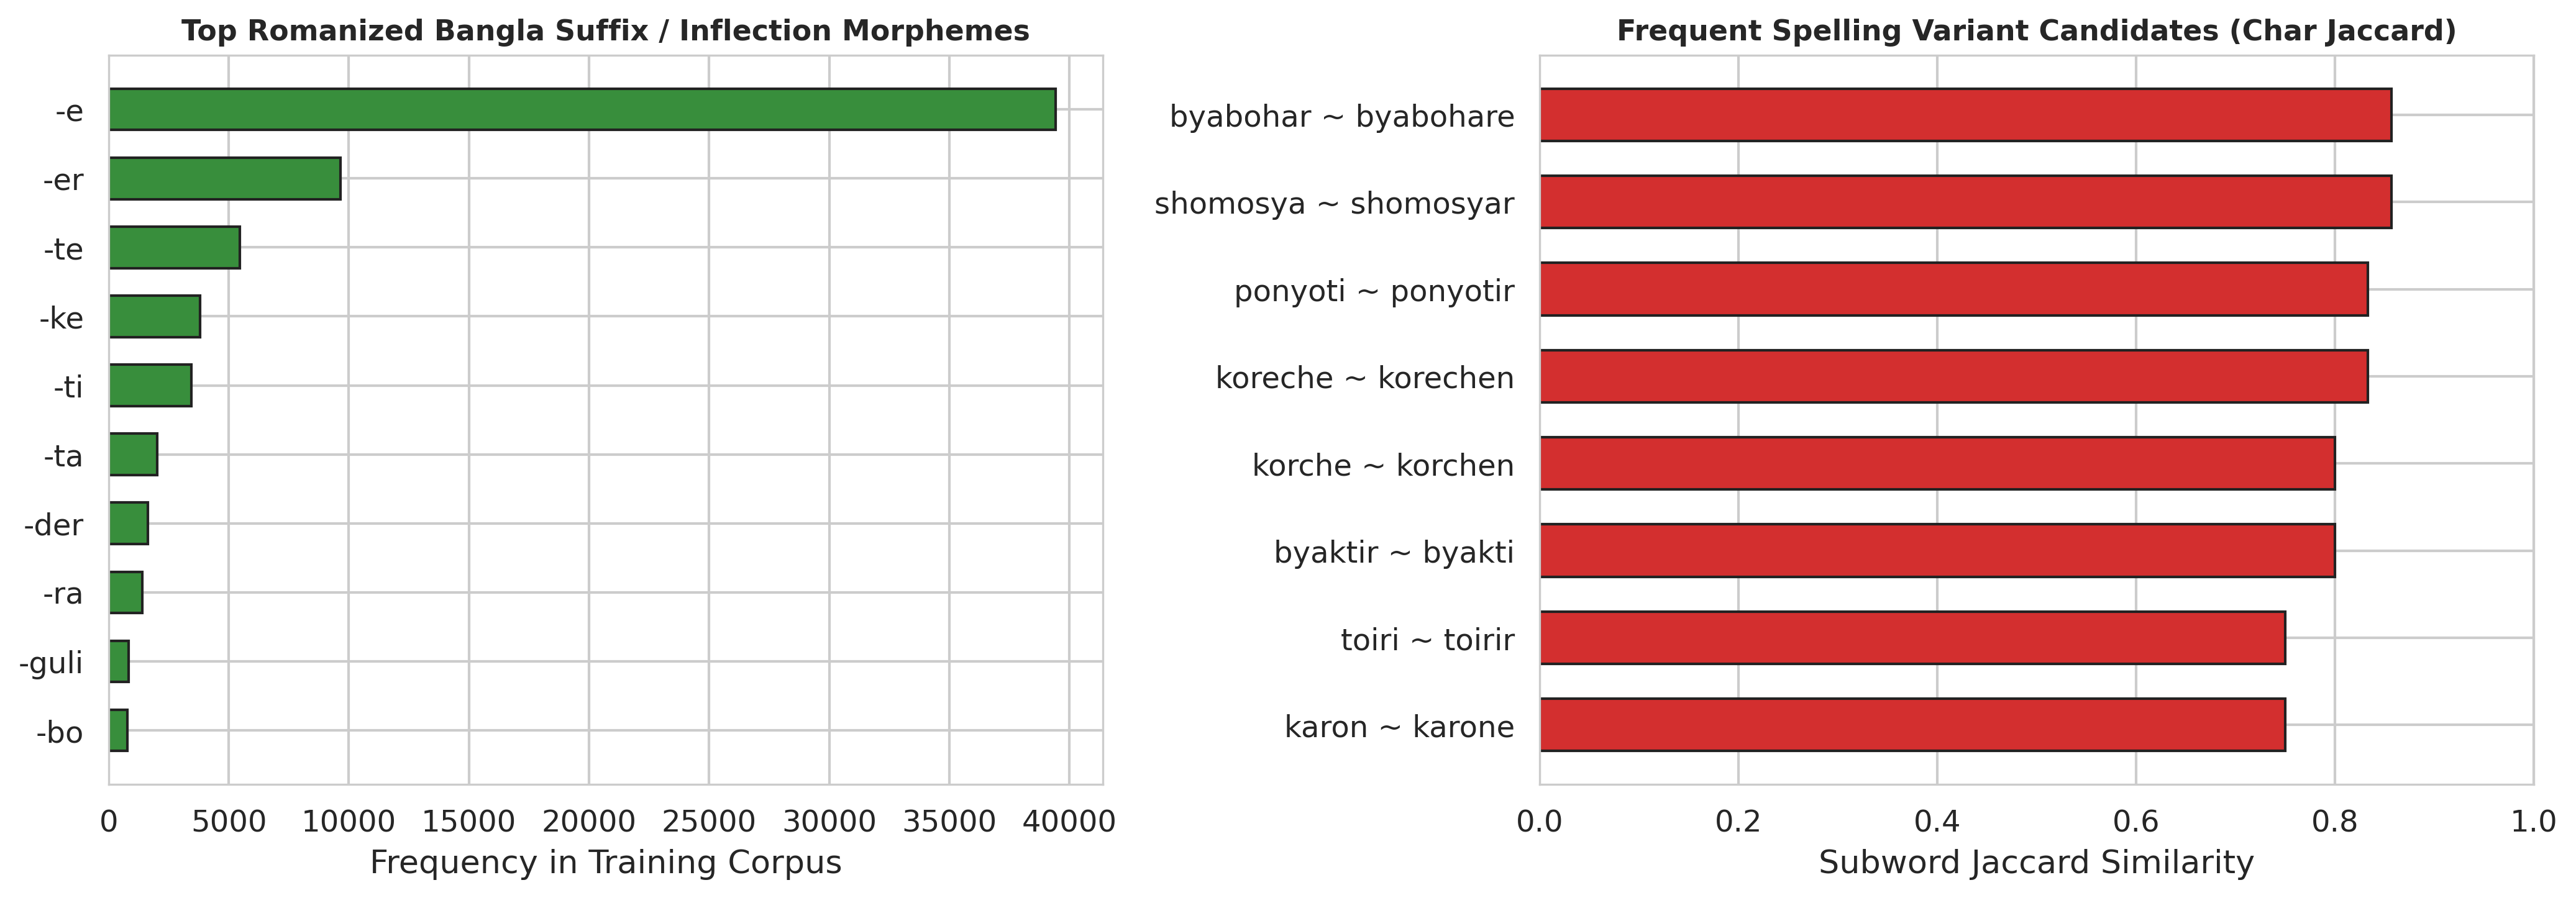 Top Romanized Bangla Suffix / Inflection Morphemes
-e
-er
-te
-ke
-ti
-ta
-der
-ra
-guli
-bo
0 5000 10000 15000 20000 25000 30000 35000 40000
Frequency in Training Corpus
Frequent Spelling Variant Candidates (Char Jaccard)
byabohar ~ byabohare
shomosya ~ shomosyar
ponyoti ~ ponyotir
koreche ~ korechen
korche ~ korchen
byaktir ~ byakti
toiri ~ toirir
karon ~ karone
0.0 0.2 0.4 0.6 0.8 1.0
Subword Jaccard Similarity